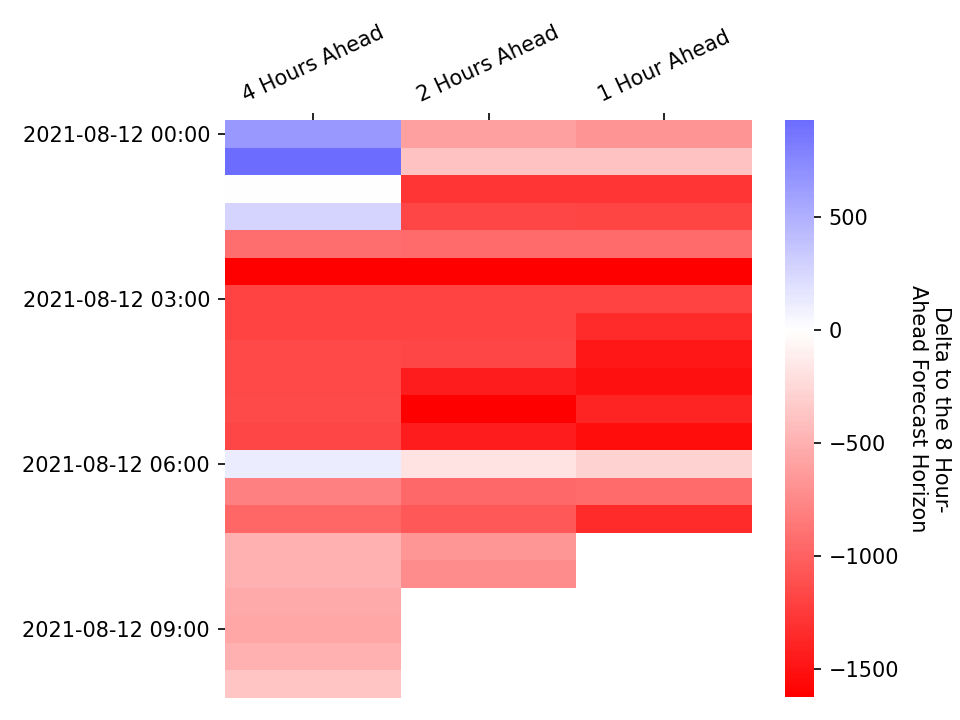 4 Hours Ahead
2 Hours Ahead
1 Hour Ahead
2021-08-12 00:00
2021-08-12 03:00
2021-08-12 06:00
2021-08-12 09:00
500
0
−500
−1000
−1500
Delta to the 8 Hour-
Ahead Forecast Horizon